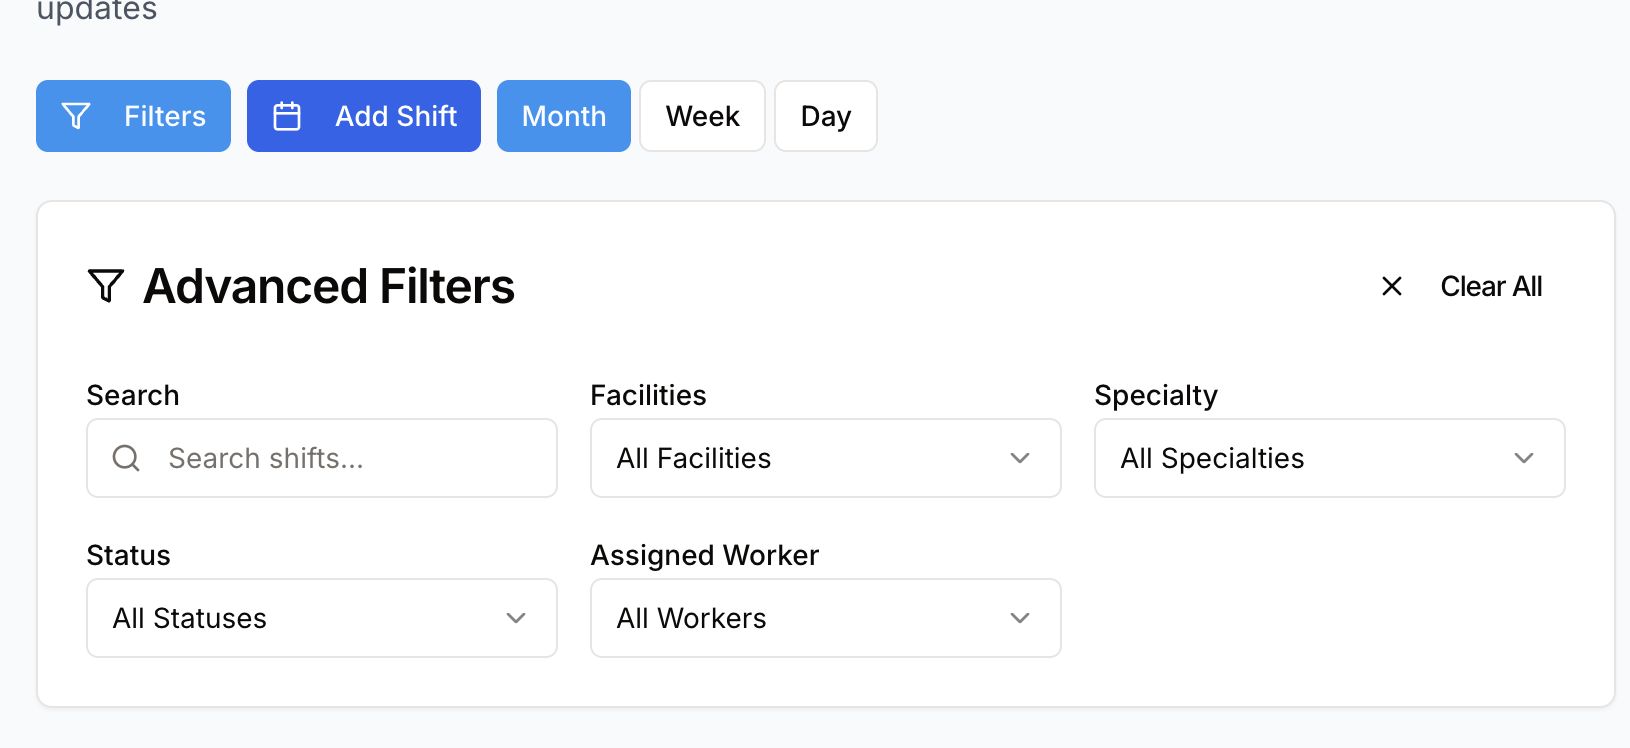 updates
Filters Add Shift Month Week Day
Advanced Filters Clear All
Search Facilities Specialty
Search shifts... All Facilities All Specialties
Status Assigned Worker
All Statuses All Workers